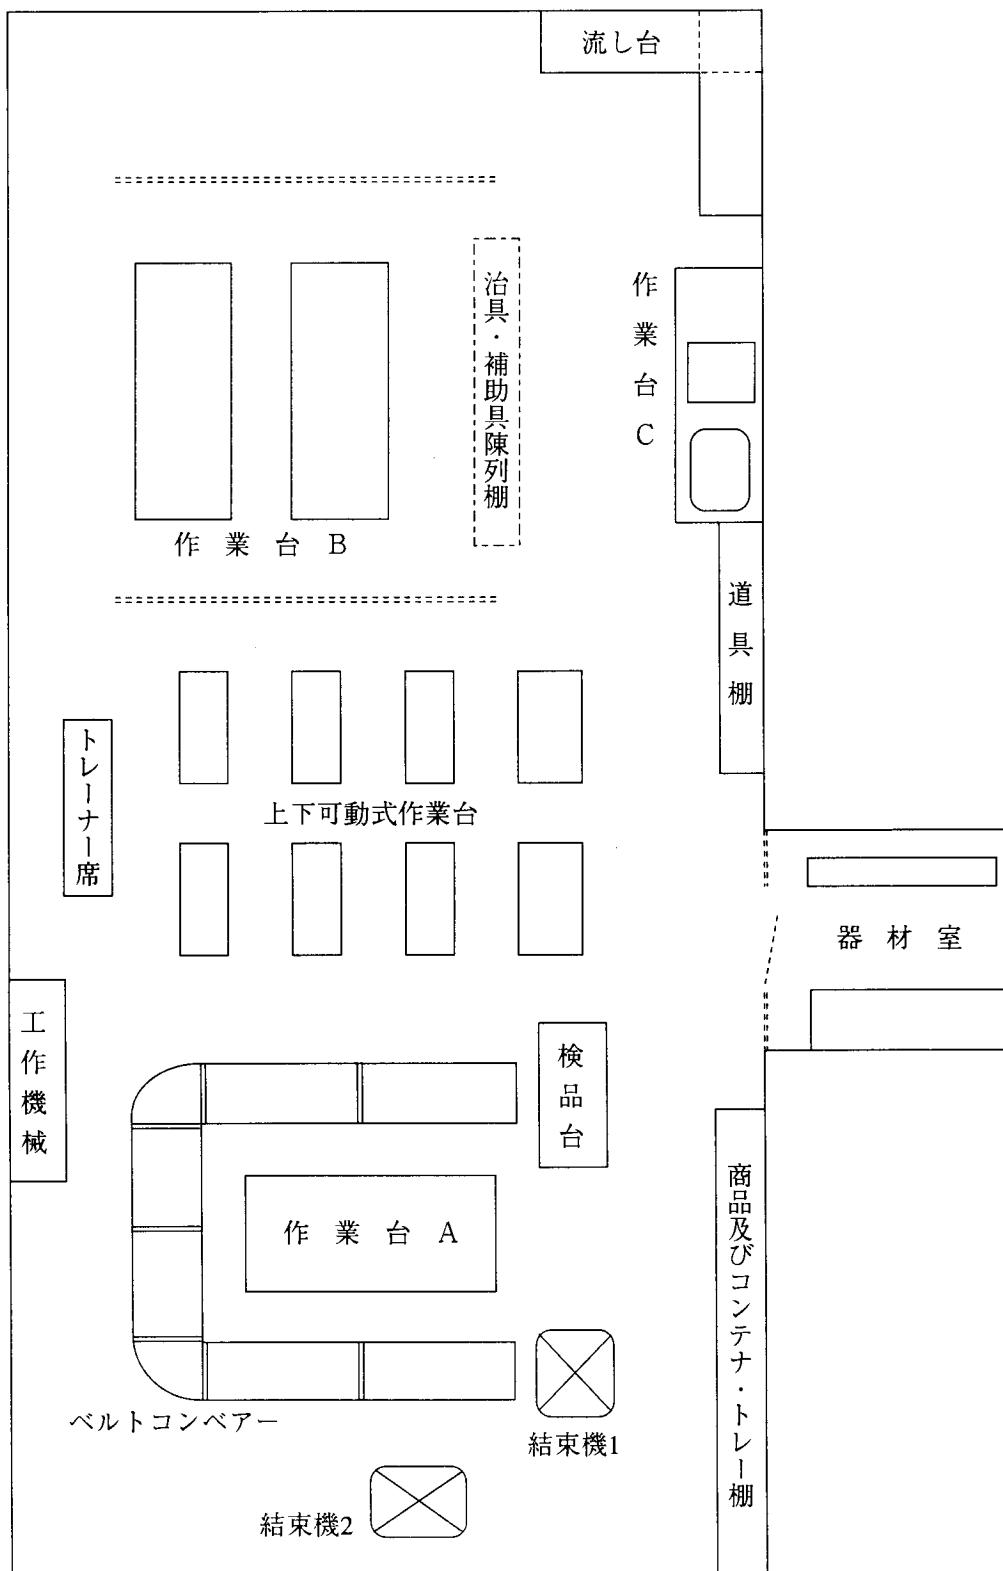 流し台
治具・補助具陳列棚
作業台C
作業台B
道具棚
トレーナー席
上下可動式作業台
器材室
工作機械
検品台
作業台A
商品及びコンテナ・トレー棚
ベルトコンベアー
結束機1
結束機2